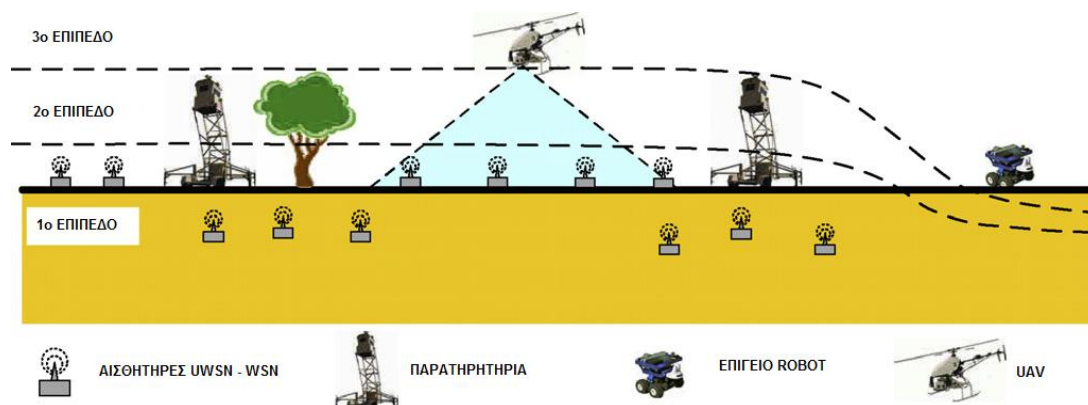 3ο ΕΠΙΠΕΔΟ
2ο ΕΠΙΠΕΔΟ
1ο ΕΠΙΠΕΔΟ
ΑΙΣΘΗΤΗΡΕΣ UWSN - WSN
ΠΑΡΑΤΗΡΗΤΗΡΙΑ
ΕΠΙΓΕΙΟ ROBOT
UAV